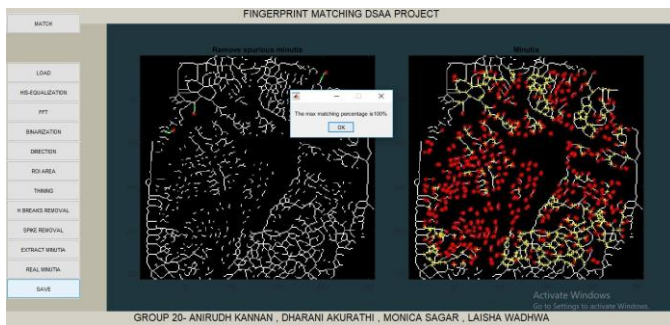 FINGERPRINT MATCHING DSAA PROJECT
MATCH
LOAD
HIS-EQUALIZATION
FFT
BINARIZATION
DIRECTION
ROI AREA
THINING
H BREAKS REMOVAL
SPIKE REMOVAL
EXTRACT MINUTIA
REAL MINUTIA
SAVE
Remove spurious minutia
Minutia
The max matching percentage is100%
OK
Activate Windows
Go to Settings to activate Windows.
GROUP 20- ANIRUDH KANNAN , DHARANI AKURATHI , MONICA SAGAR , LAISHA WADHWA